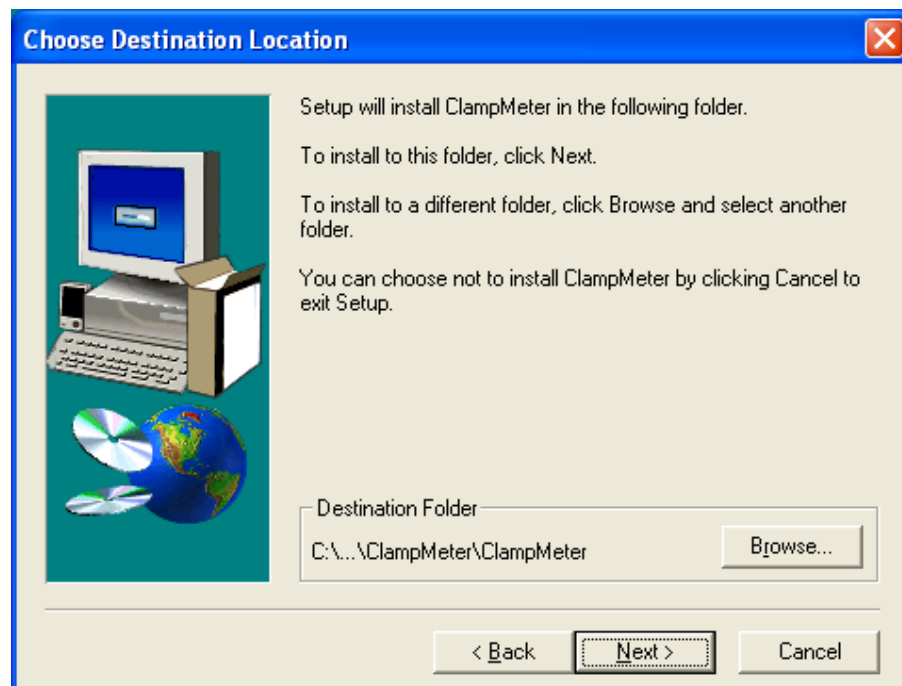 Choose Destination Location
Setup will install ClampMeter in the following folder.
To install to this folder, click Next.
To install to a different folder, click Browse and select another
folder.
You can choose not to install ClampMeter by clicking Cancel to
exit Setup.
Destination Folder
C:\...\ClampMeter\ClampMeter
Browse...
< Back
Next >
Cancel